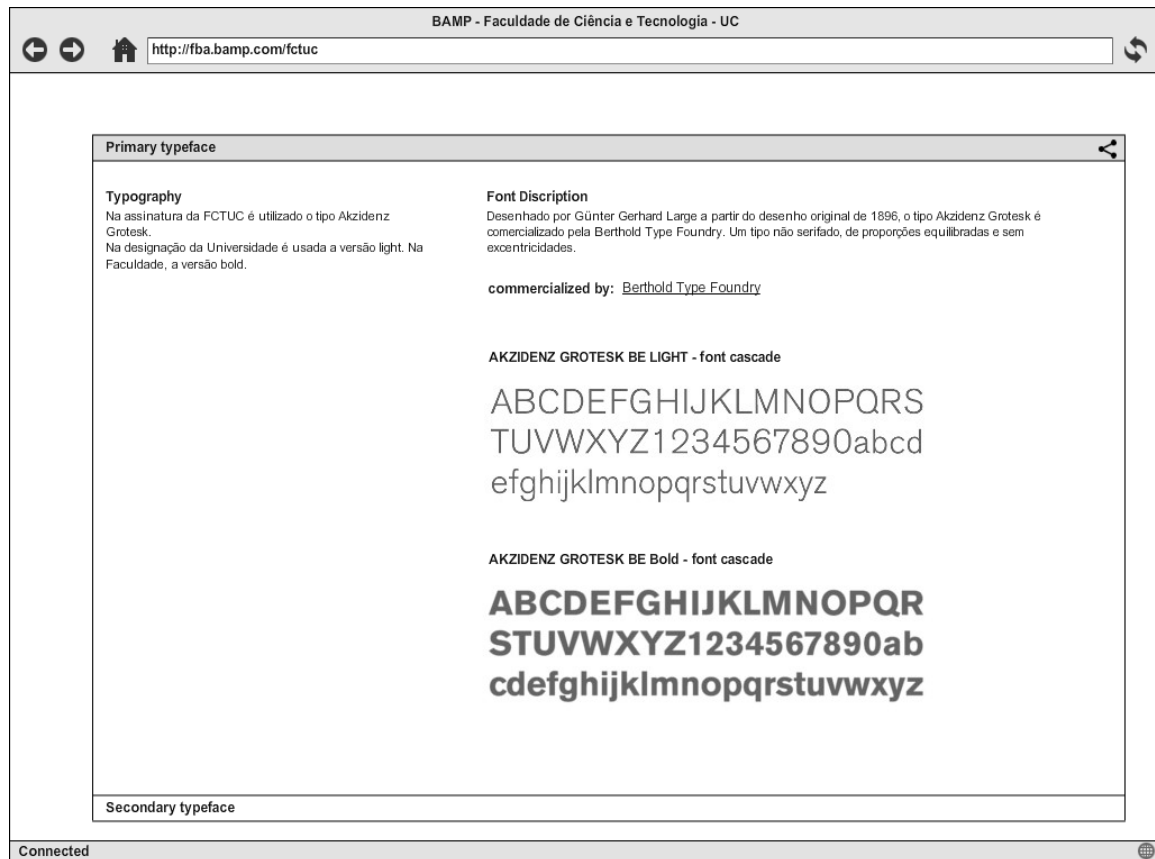 BAMP - Faculdade de Ciência e Tecnologia - UC
http://fba.bamp.com/fctuc
Primary typeface
Typography
Na assinatura da FCTUC é utilizado o tipo Akzidenz
Grotesk.
Na designação da Universidade é usada a versão light. Na
Faculdade, a versão bold.
Font Discription
Desenhado por Günter Gerhard Large a partir do desenho original de 1896, o tipo Akzidenz Grotesk é
comercializado pela Berthold Type Foundry. Um tipo não serifado, de proporções equilibradas e sem
excentricidades.
commercialized by: Berthold Type Foundry
AKZIDENZ GROTESK BE LIGHT - font cascade
ABCDEFGHIJKLMNOPQRS
TUVWXYZ1234567890abcd
efghijklmnopqrstuvwxyz
AKZIDENZ GROTESK BE Bold - font cascade
ABCDEFGHIJKLMNOPQR
STUVWXYZ1234567890ab
cdefghijklmnopqrstuvwxyz
Secondary typeface
Connected